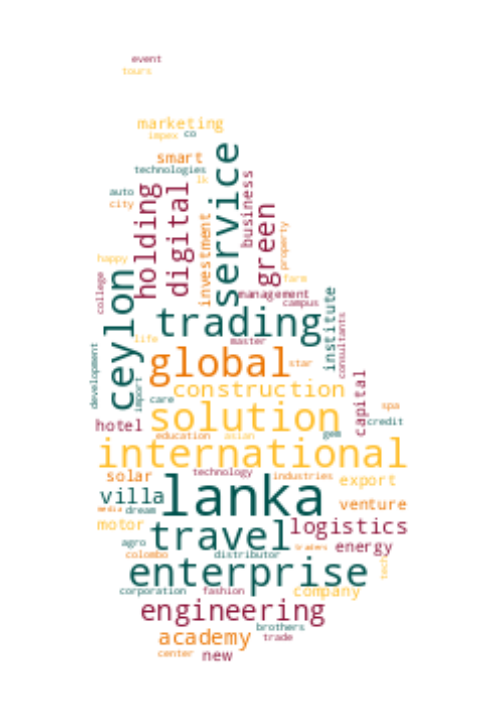 event
tours
marketing
impex co
smart
technologies
lk
auto
city
holding
digital
service
business
investment
green
property
happy
farm
college
ceylon
management
campus
institute
consultants
trading
life
master
development
global
star
import
care
construction
capital
solution
spa
credit
hotel
gem
education asian
international
technology
solar
industries
export
villa
lanka
media dream
venture
motor
travel
logistics
agro
energy
colombo
distributor
traders
tech
enterprise
corporation fashion
company
engineering
brothers
academy
trade
center
new